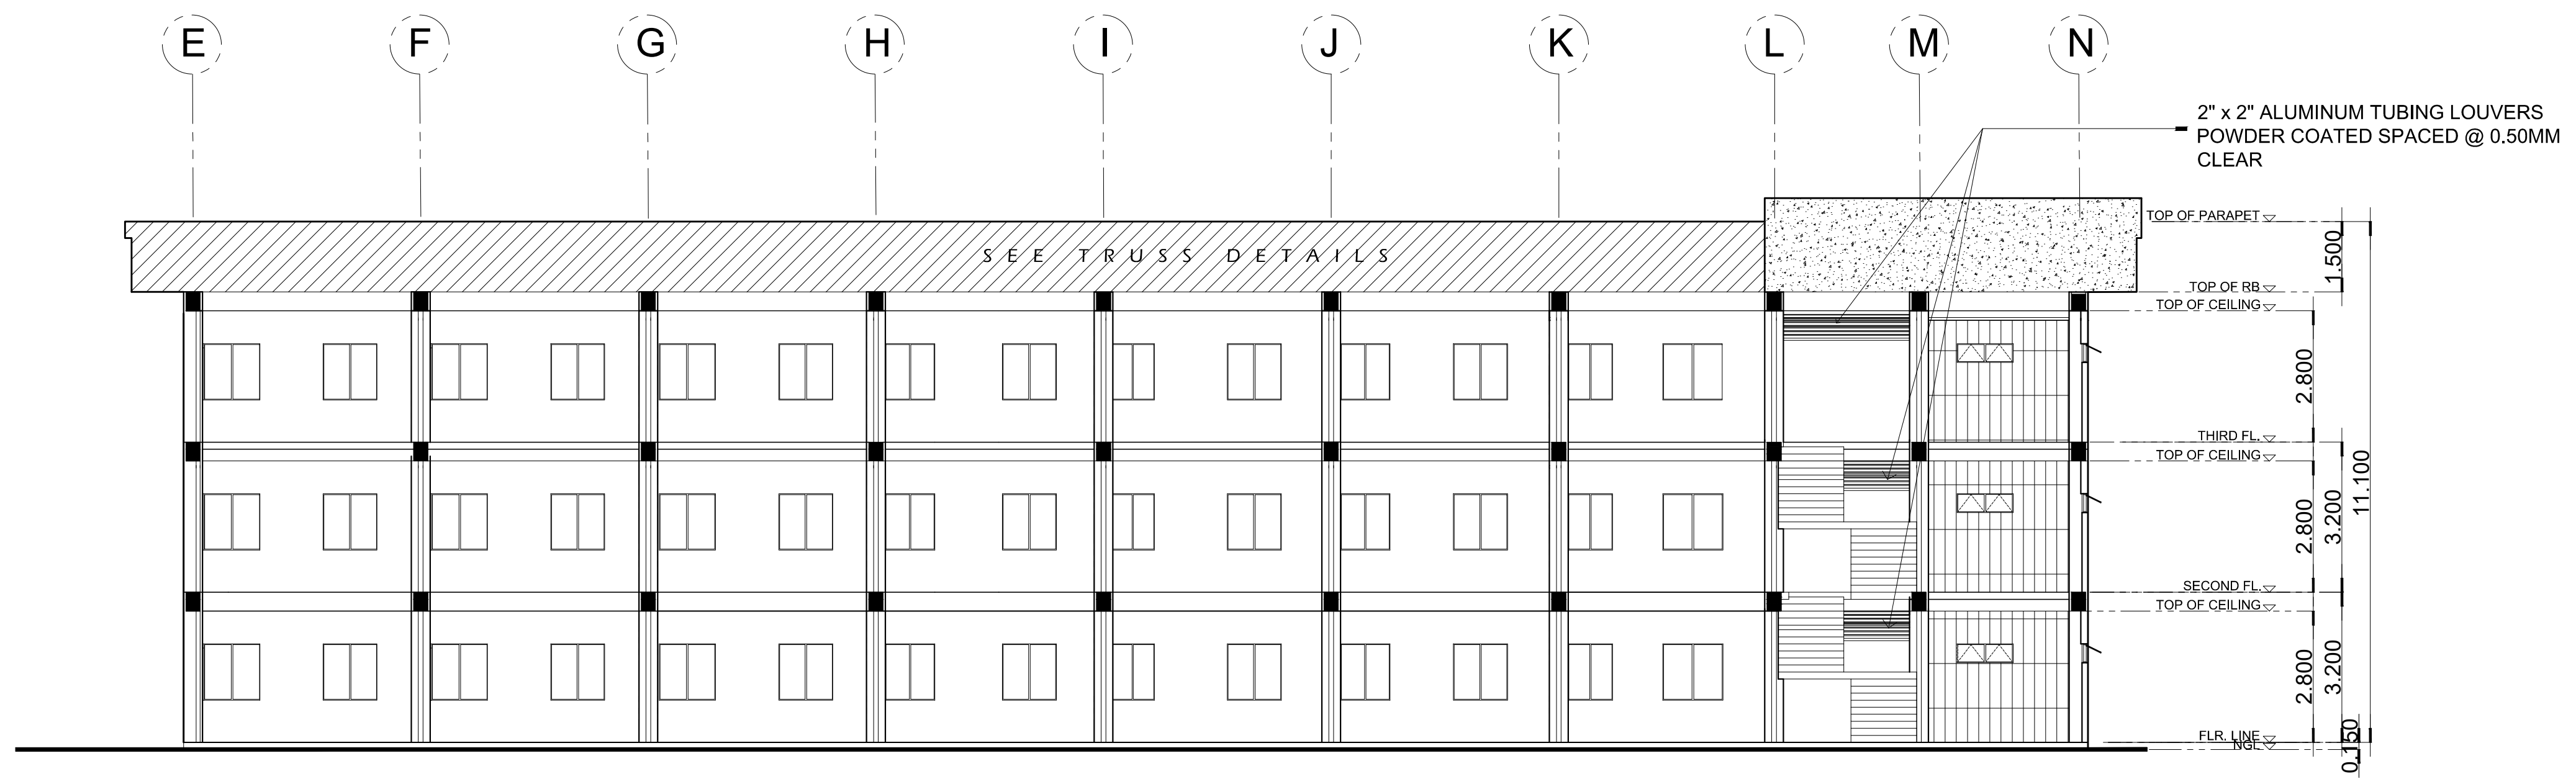 E F G H I J K L M N
2" x 2" ALUMINUM TUBING LOUVERS
POWDER COATED SPACED @ 0.50MM
CLEAR
SEE TRUSS DETAILS
TOP OF PARAPET
1.500
TOP OF RB
TOP OF CEILING
2.800
THIRD FL.
TOP OF CEILING
2.800
3.200
11.100
SECOND FL.
TOP OF CEILING
2.800
3.200
FLR. LINE
NGL
0.150